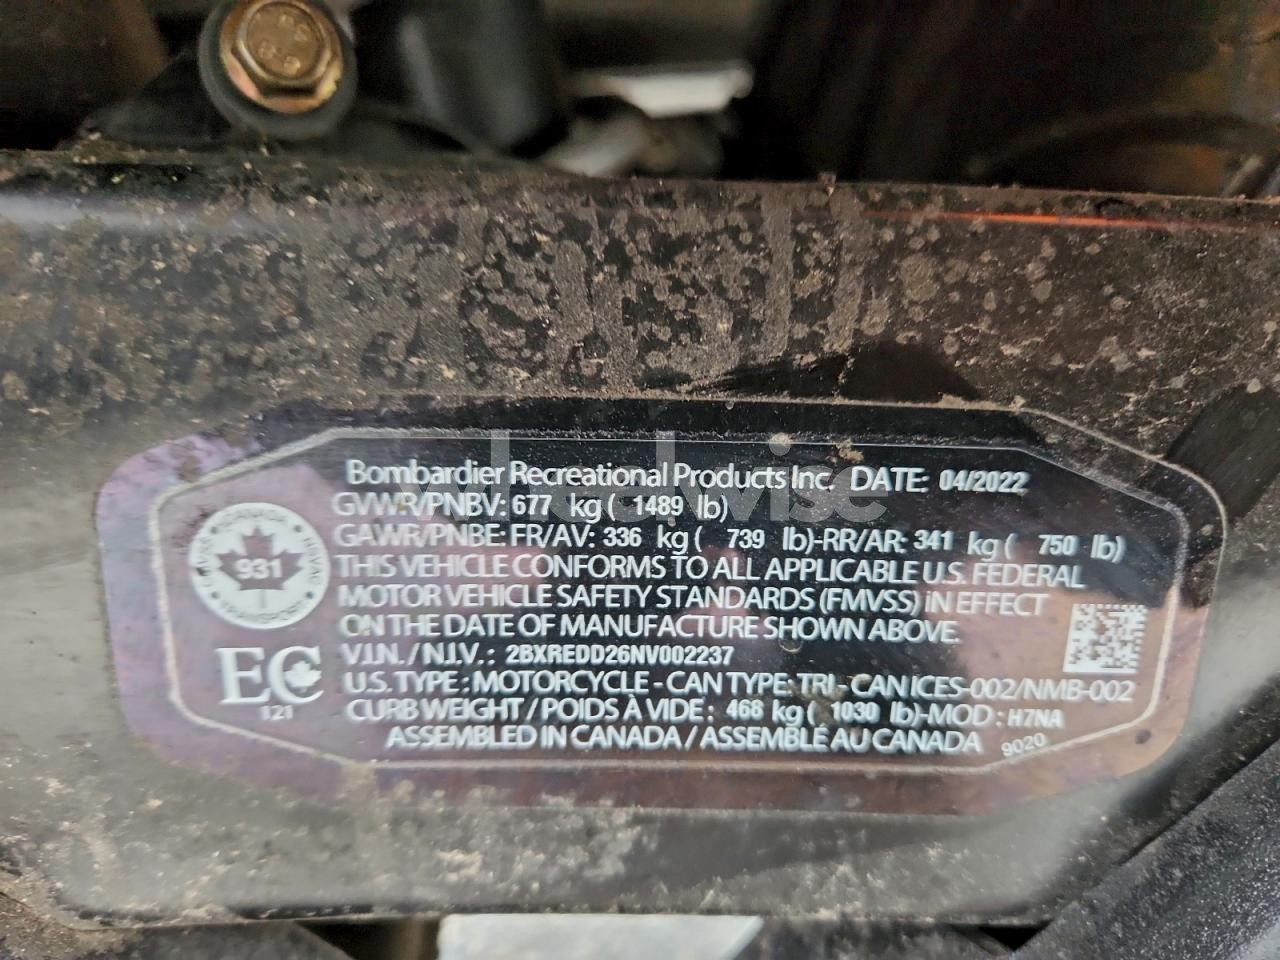 Bombardier Recreational Products Inc. DATE: 04/2022
GVWR/PNBV: 677 kg ( 1489 lb)
GAWR/PNBE: FR/AV: 336 kg ( 739 lb)-RR/AR: 341 kg ( 750 lb)
THIS VEHICLE CONFORMS TO ALL APPLICABLE U.S. FEDERAL
MOTOR VEHICLE SAFETY STANDARDS (FMVSS) iN EFFECT
ON THE DATE OF MANUFACTURE SHOWN ABOVE.
V.I.N. / N.I.V. : 2BXREDD26NV002237
U.S. TYPE : MOTORCYCLE - CAN TYPE: TRI - CAN ICES-002/NMB-002
CURB WEIGHT / POIDS À VIDE : 468 kg ( 1030 lb)-MOD : H7NA
ASSEMBLED IN CANADA / ASSEMBLÉ AU CANADA 9020
CANADA
931
TRANSPORT
EC
121